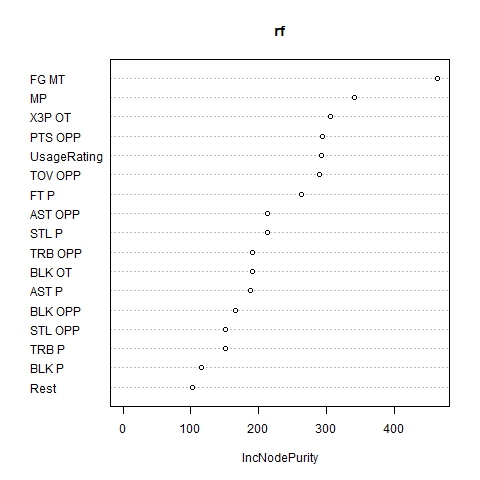 rf
FG MT
MP
X3P OT
PTS OPP
UsageRating
TOV OPP
FT P
AST OPP
STL P
TRB OPP
BLK OT
AST P
BLK OPP
STL OPP
TRB P
BLK P
Rest
0 100 200 300 400
IncNodePurity